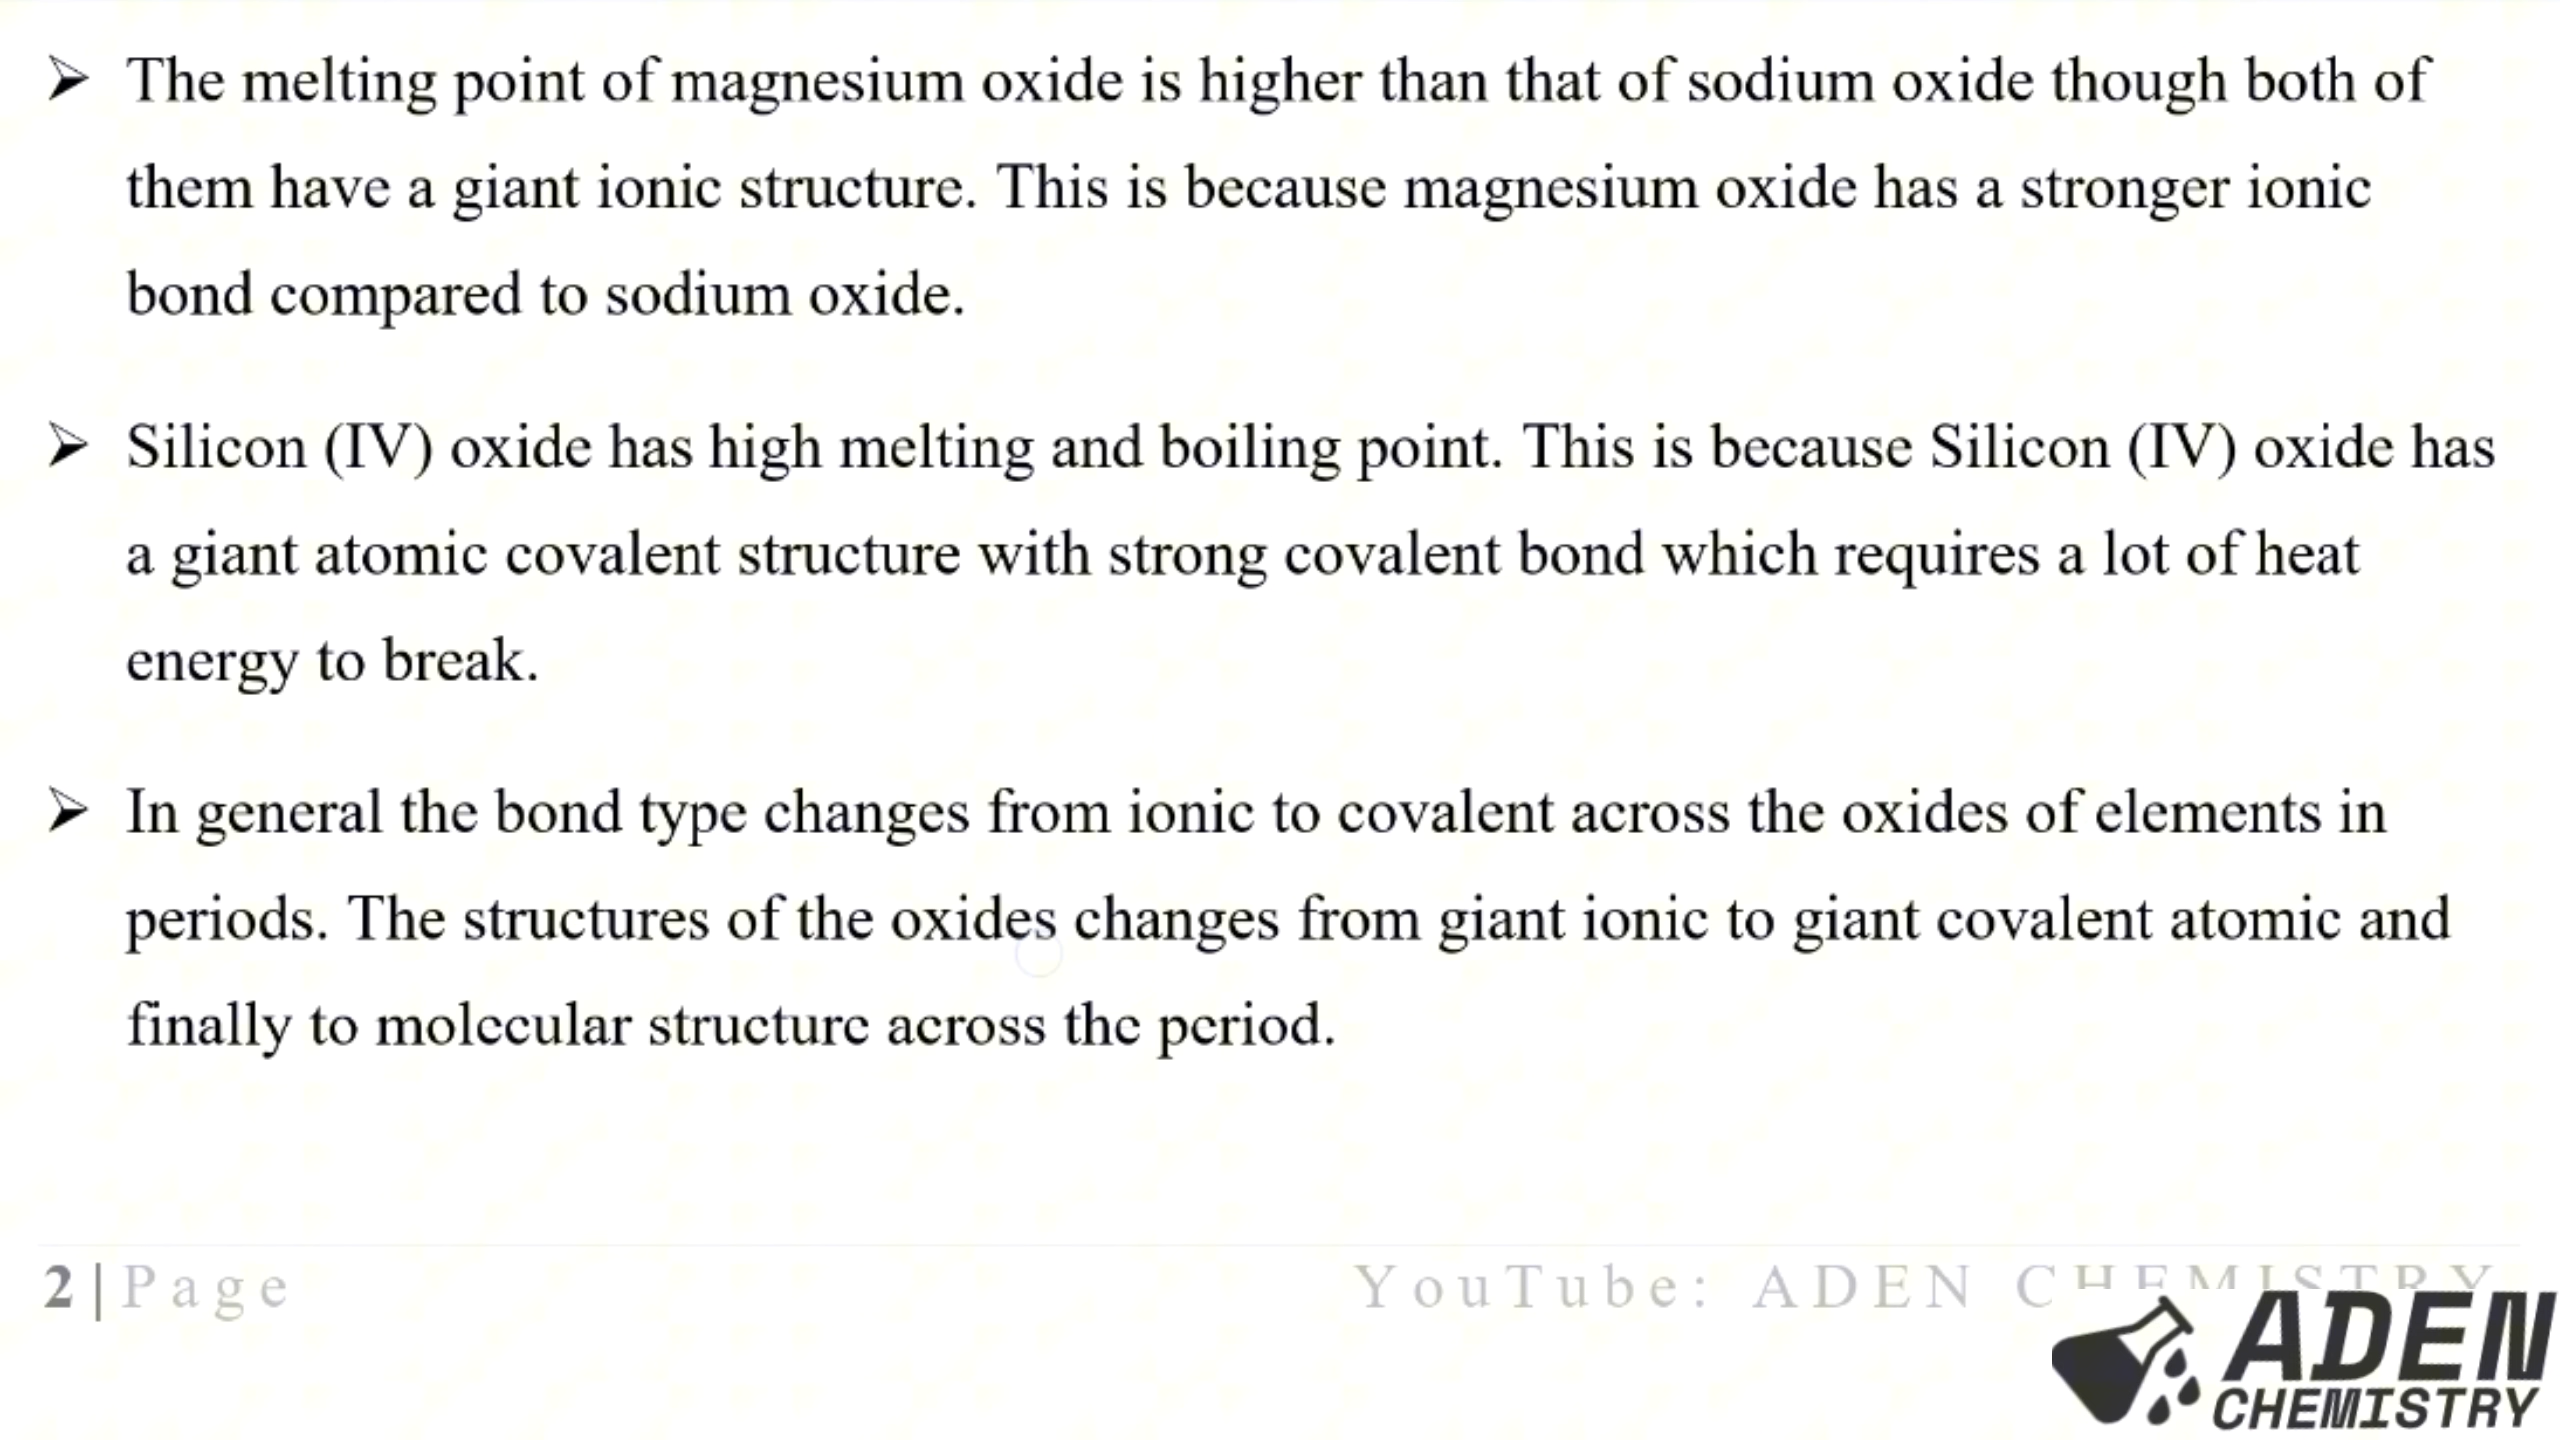 ➢ The melting point of magnesium oxide is higher than that of sodium oxide though both of
them have a giant ionic structure. This is because magnesium oxide has a stronger ionic
bond compared to sodium oxide.
➢ Silicon (IV) oxide has high melting and boiling point. This is because Silicon (IV) oxide has
a giant atomic covalent structure with strong covalent bond which requires a lot of heat
energy to break.
➢ In general the bond type changes from ionic to covalent across the oxides of elements in
periods. The structures of the oxides changes from giant ionic to giant covalent atomic and
finally to molecular structure across the period.
2 | Page YouTube: ADEN CHEMISTRY
ADEN
CHEMISTRY